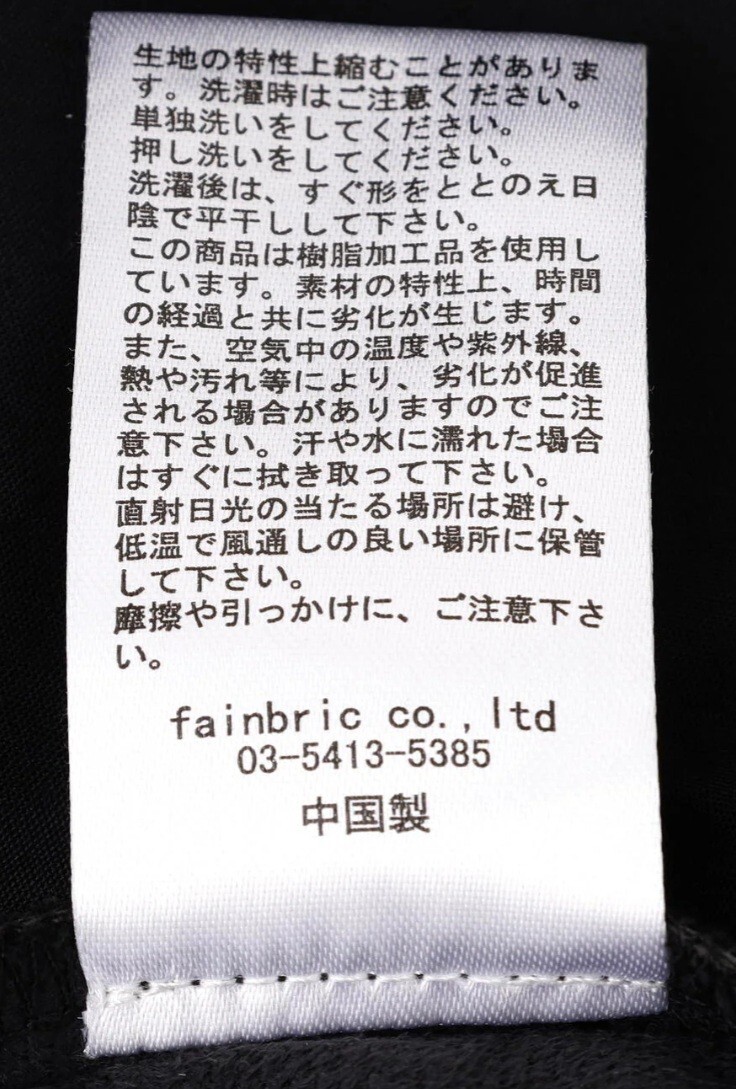 生地の特性上縮むことがありま
す。洗濯時はご注意ください。
単独洗いをしてください。
押し洗いをしてください。
洗濯後は、すぐ形をととのえ日
陰で平干しして下さい。
この商品は樹脂加工品を使用し
ています。素材の特性上、時間
の経過と共に劣化が生じます。
また、空気中の温度や紫外線、
熱や汚れ等により、劣化が促進
される場合がありますのでご注
意下さい。汗や水に濡れた場合
はすぐに拭き取って下さい。
直射日光の当たる場所は避け、
低温で風通しの良い場所に保管
して下さい。
摩擦や引っかけに、ご注意下さ
い。
fainbric co.,ltd
03-5413-5385
中国製